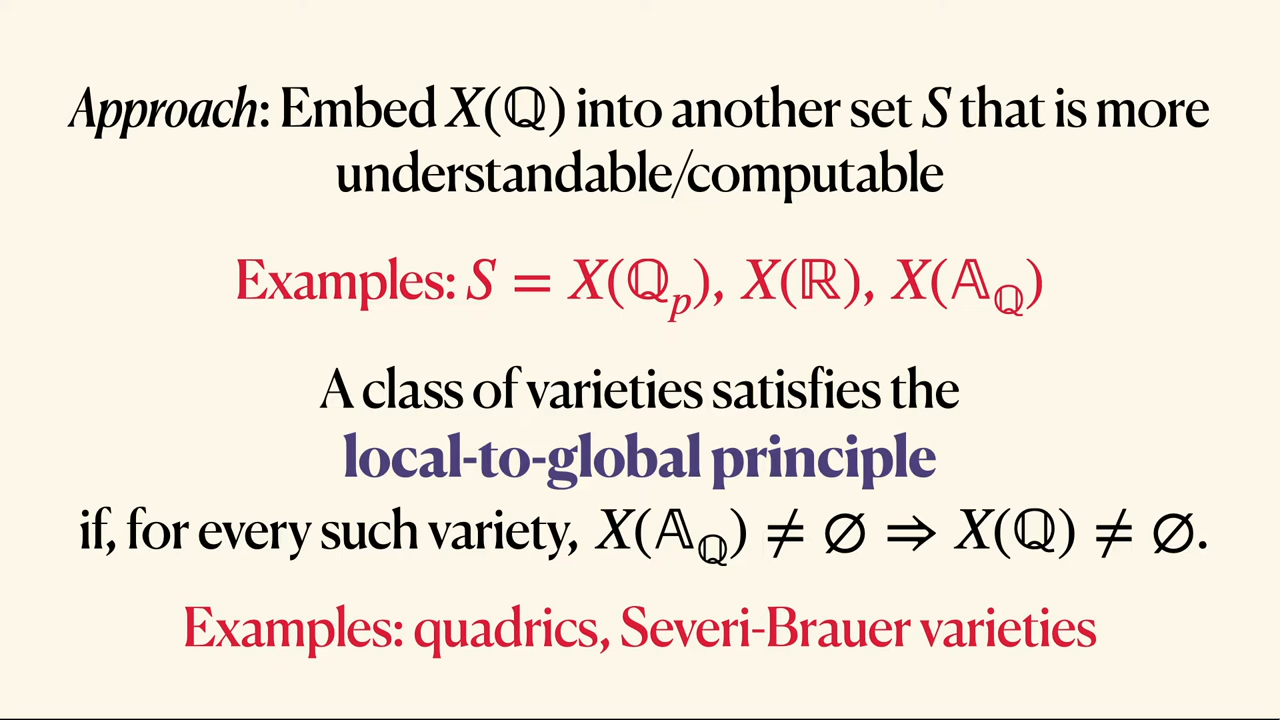 Approach: Embed X(ℚ) into another set S that is more
understandable/computable
Examples: S = X(ℚₚ), X(ℝ), X(𝔸_ℚ)
A class of varieties satisfies the
local-to-global principle
if, for every such variety, X(𝔸_ℚ) ≠ ∅ ⇒ X(ℚ) ≠ ∅.
Examples: quadrics, Severi-Brauer varieties